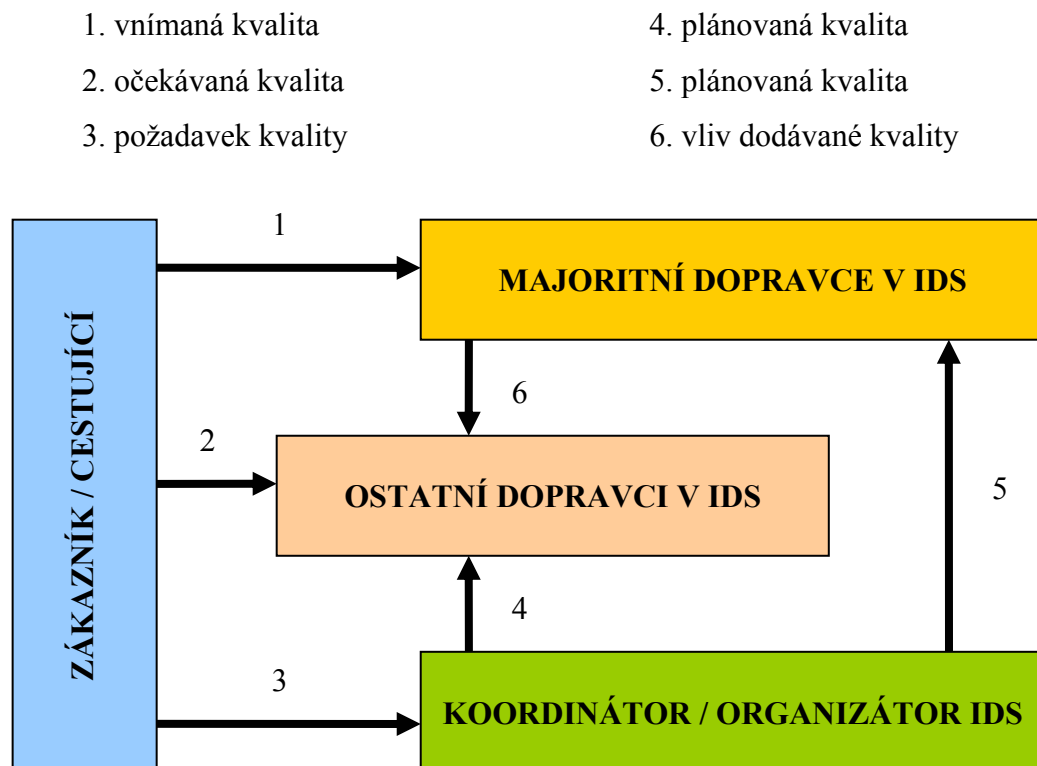 1. vnímaná kvalita
2. očekávaná kvalita
3. požadavek kvality
4. plánovaná kvalita
5. plánovaná kvalita
6. vliv dodávané kvality
ZÁKAZNÍK / CESTUJÍCÍ
1
MAJORITNÍ DOPRAVCE V IDS
6
2
OSTATNÍ DOPRAVCI V IDS
5
4
3
KOORDINÁTOR / ORGANIZÁTOR IDS